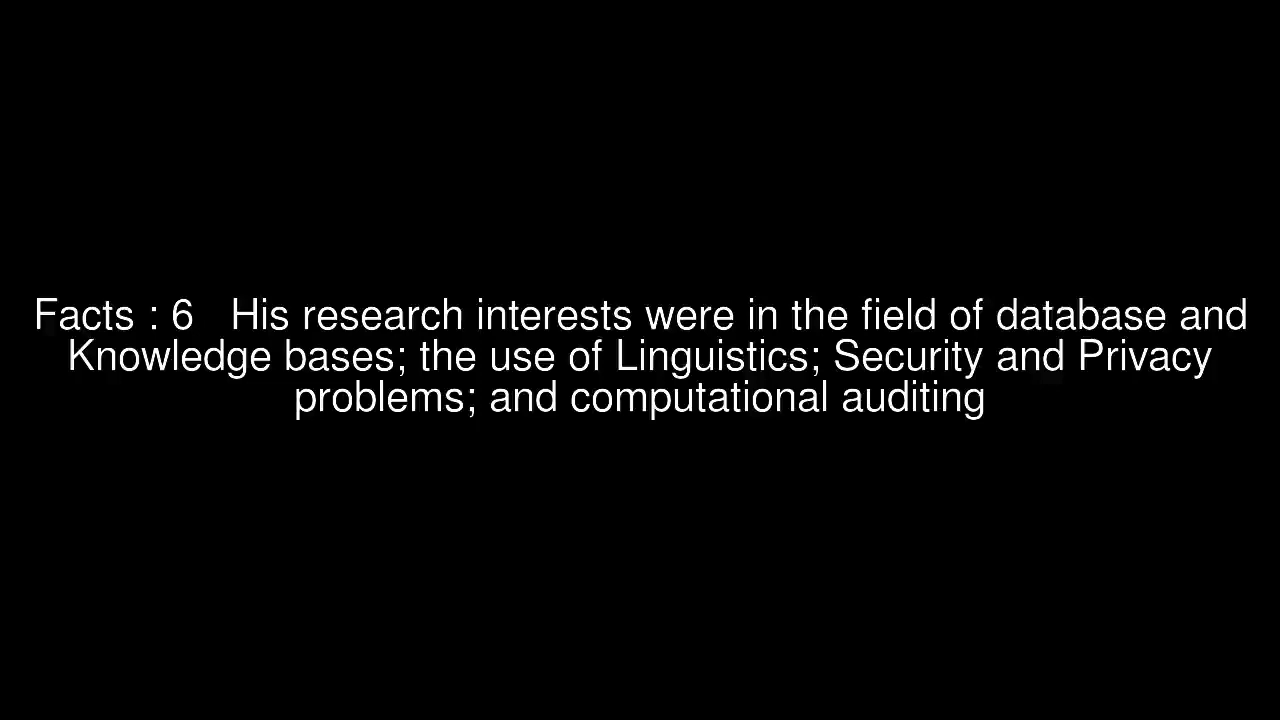 Facts : 6   His research interests were in the field of database and
Knowledge bases; the use of Linguistics; Security and Privacy
problems; and computational auditing